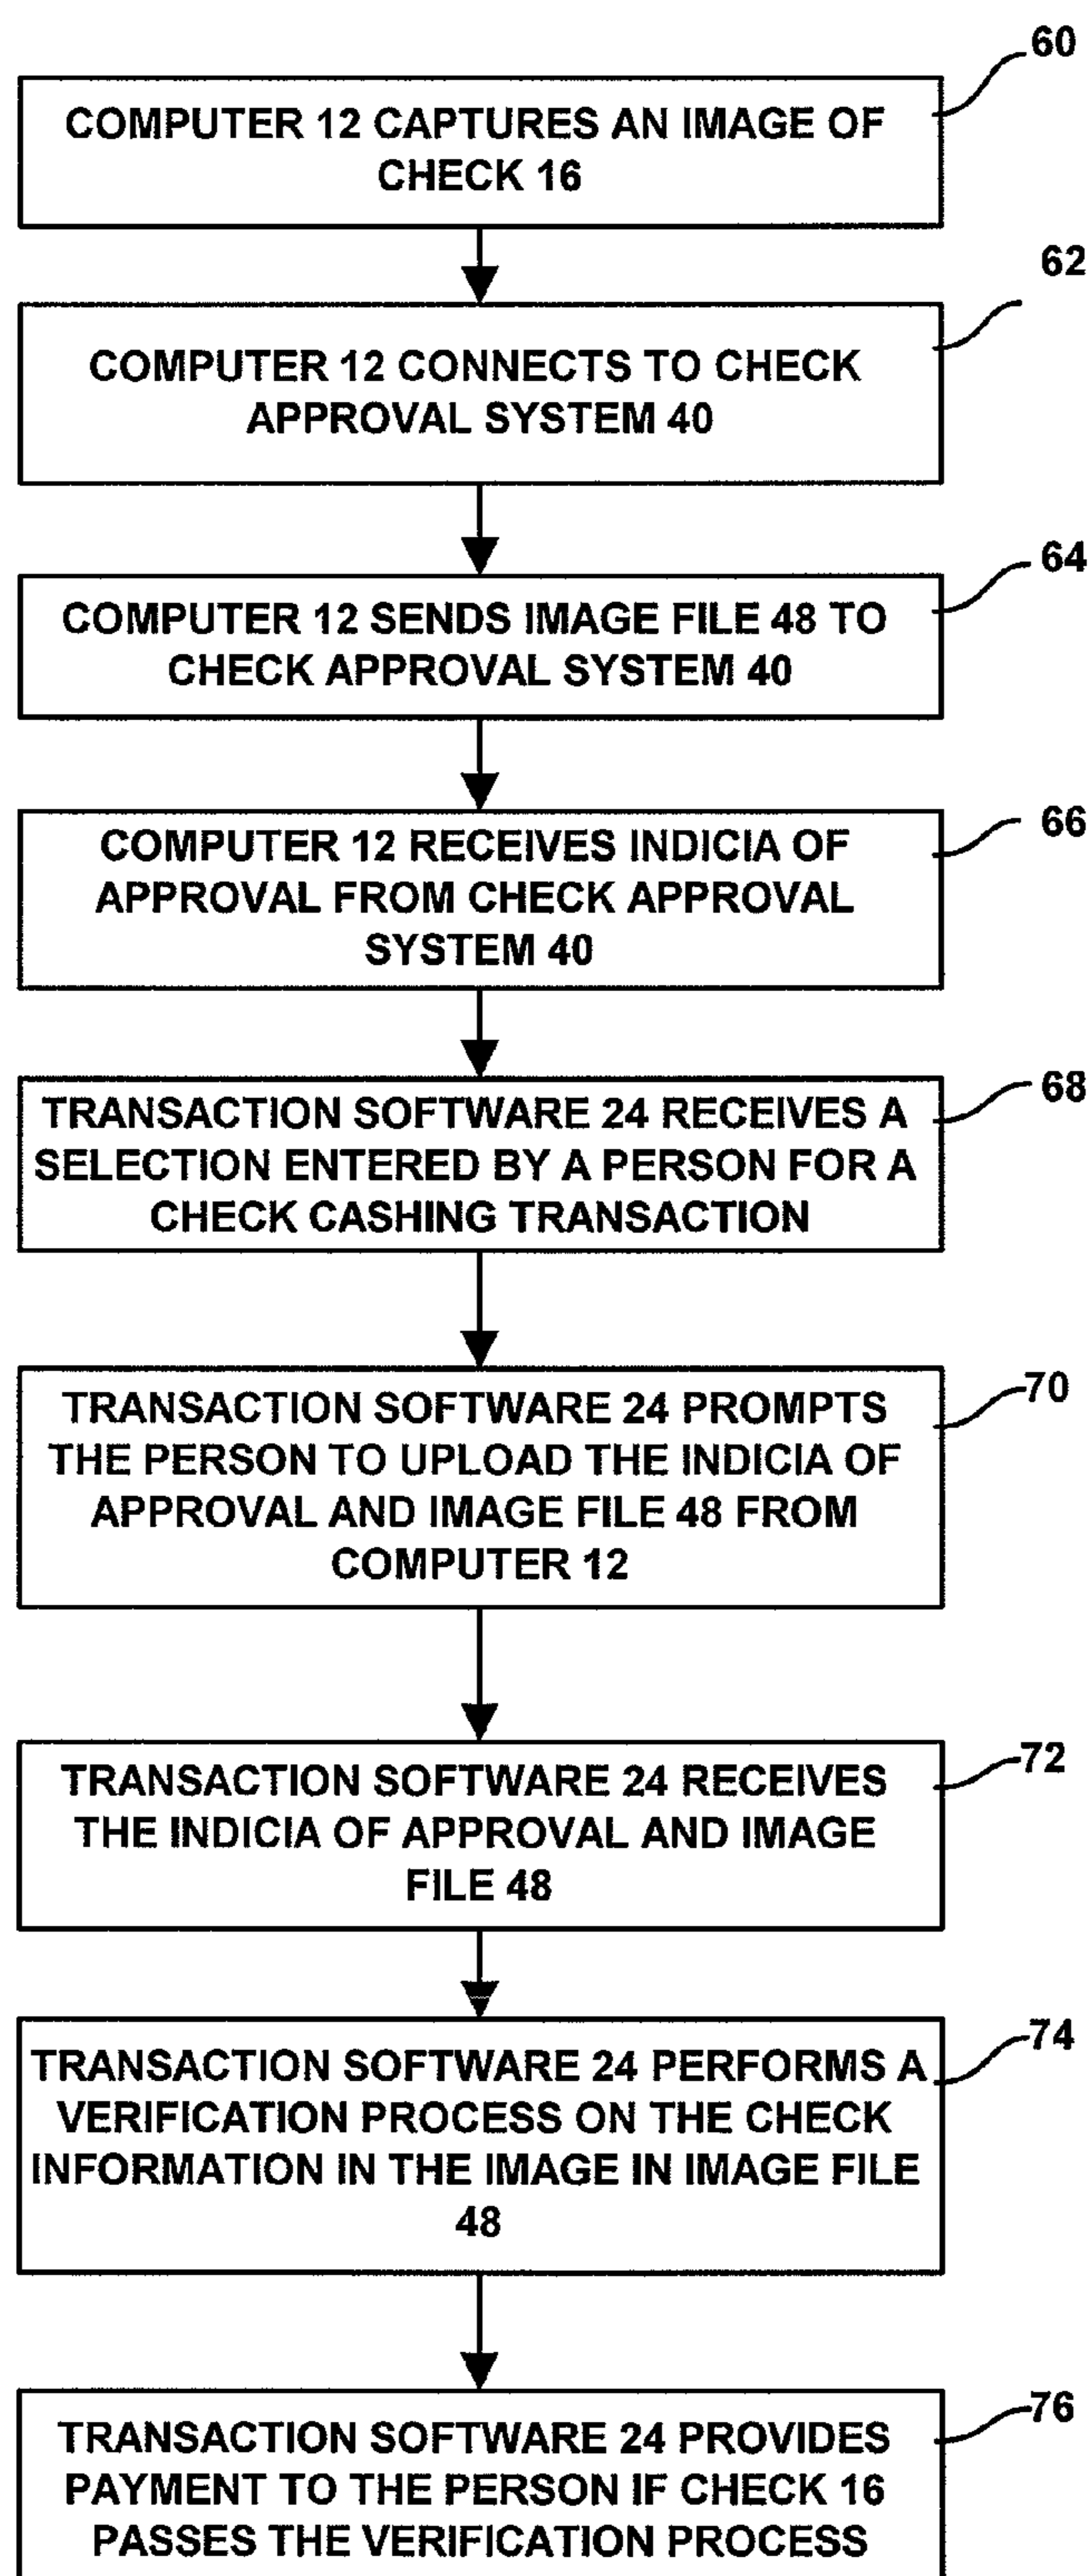 60
COMPUTER 12 CAPTURES AN IMAGE OF
CHECK 16
62
COMPUTER 12 CONNECTS TO CHECK
APPROVAL SYSTEM 40
64
COMPUTER 12 SENDS IMAGE FILE 48 TO
CHECK APPROVAL SYSTEM 40
66
COMPUTER 12 RECEIVES INDICIA OF
APPROVAL FROM CHECK APPROVAL
SYSTEM 40
68
TRANSACTION SOFTWARE 24 RECEIVES A
SELECTION ENTERED BY A PERSON FOR A
CHECK CASHING TRANSACTION
70
TRANSACTION SOFTWARE 24 PROMPTS
THE PERSON TO UPLOAD THE INDICIA OF
APPROVAL AND IMAGE FILE 48 FROM
COMPUTER 12
72
TRANSACTION SOFTWARE 24 RECEIVES
THE INDICIA OF APPROVAL AND IMAGE
FILE 48
74
TRANSACTION SOFTWARE 24 PERFORMS A
VERIFICATION PROCESS ON THE CHECK
INFORMATION IN THE IMAGE IN IMAGE FILE
48
76
TRANSACTION SOFTWARE 24 PROVIDES
PAYMENT TO THE PERSON IF CHECK 16
PASSES THE VERIFICATION PROCESS